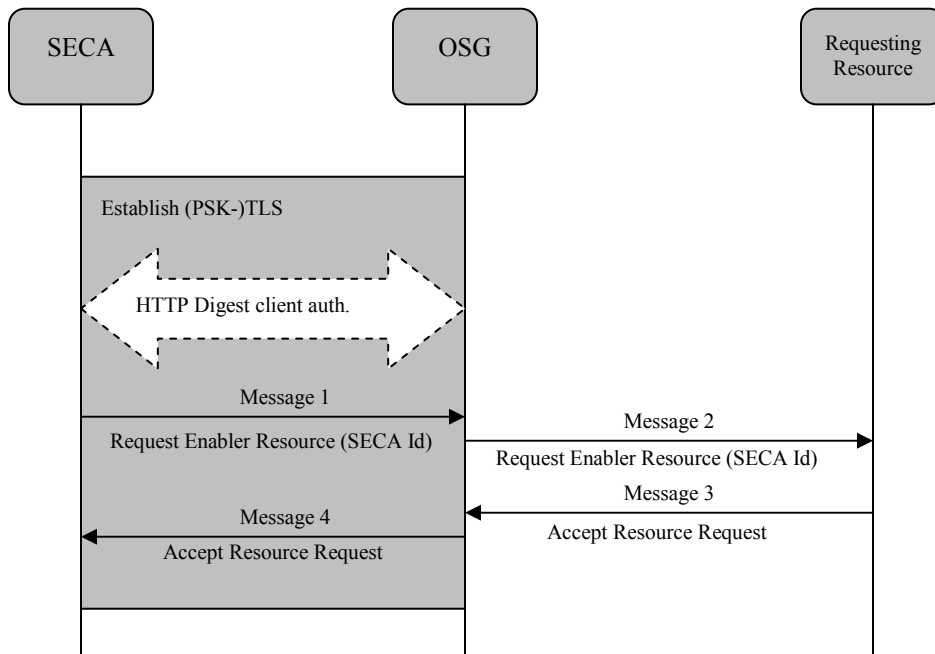 SECA
OSG
Requesting
Resource
Establish (PSK-)TLS
HTTP Digest client auth.
Message 1
Request Enabler Resource (SECA Id)
Message 2
Request Enabler Resource (SECA Id)
Message 3
Accept Resource Request
Message 4
Accept Resource Request